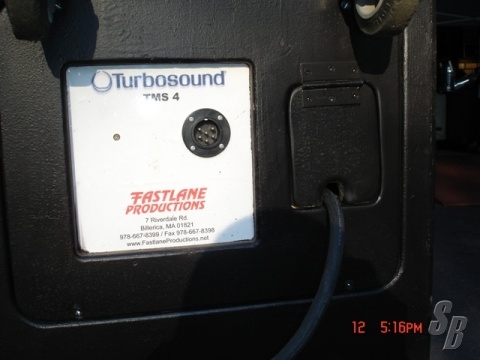 Turbosound
TMS 4
FASTLANE
PRODUCTIONS
7 Riverdale Rd.
Billerica, MA 01821
978-667-8399 / Fax 978-667-8398
www.FastlaneProductions.net
12 5:16PM
SB